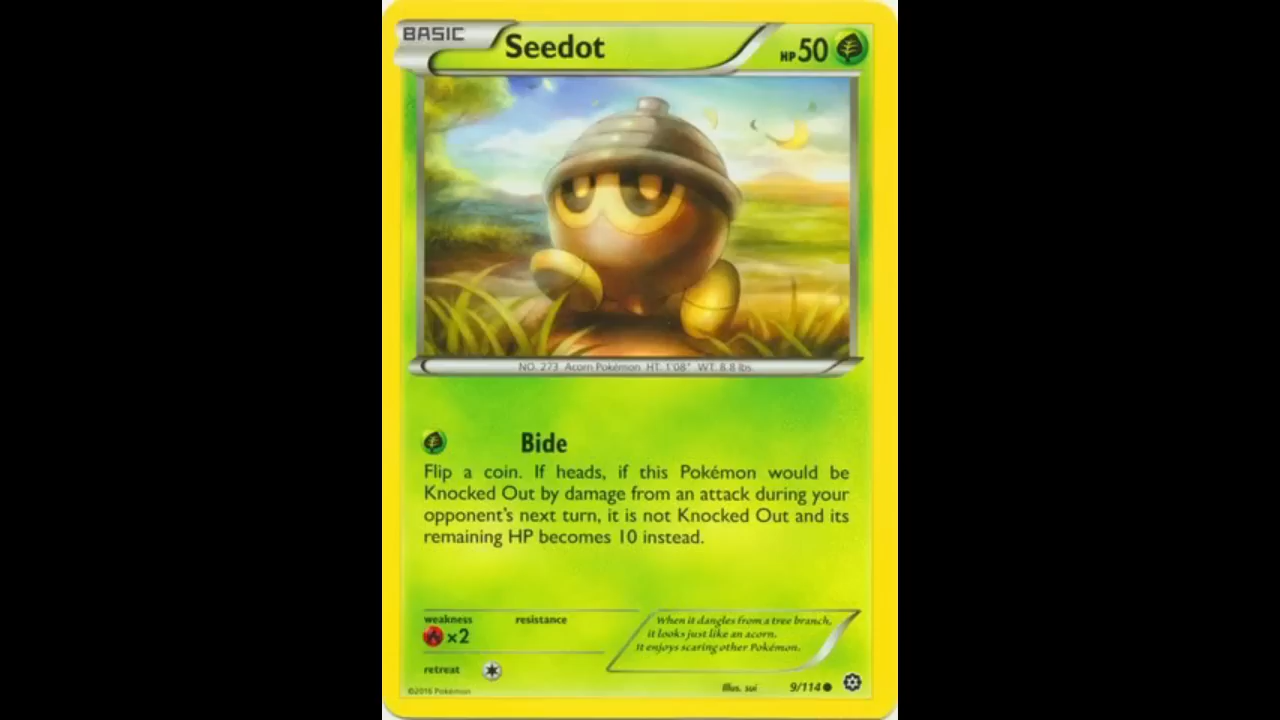 BASIC
Seedot
HP 50
NO. 273 Acorn Pokémon HT: 1'08" WT: 8.8 lbs.
Bide
Flip a coin. If heads, if this Pokémon would be
Knocked Out by damage from an attack during your
opponent's next turn, it is not Knocked Out and its
remaining HP becomes 10 instead.
weakness
resistance
×2
When it dangles from a tree branch,
it looks just like an acorn.
It enjoys scaring other Pokémon.
retreat
©2016 Pokémon
Illus. sui
9/114